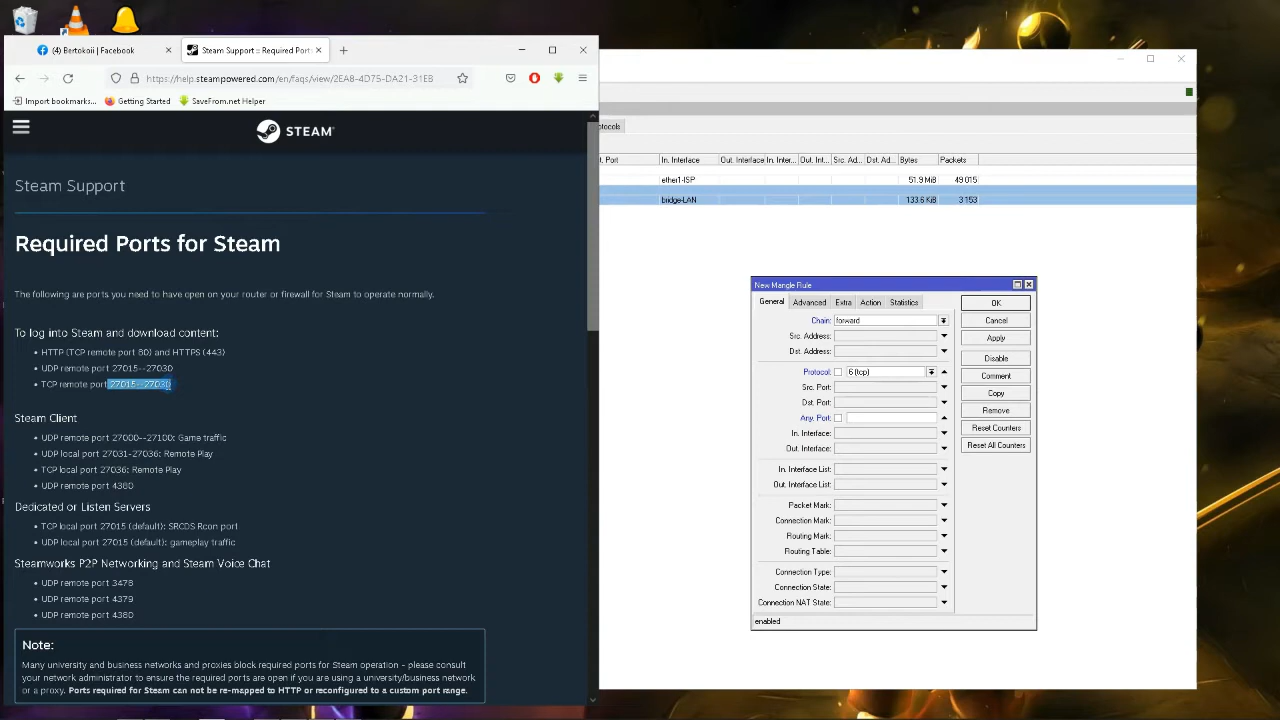 (4) Bertokoii | Facebook
Steam Support :: Required Port
https://help.steampowered.com/en/faqs/view/2EA8-4D75-DA21-31EB
Import bookmarks...
Getting Started
SaveFrom.net Helper
STEAM
Steam Support
Required Ports for Steam
The following are ports you need to have open on your router or firewall for Steam to operate normally.
To log into Steam and download content:
• HTTP (TCP remote port 80) and HTTPS (443)
• UDP remote port 27015--27030
• TCP remote port 27015--27030
Steam Client
• UDP remote port 27000--27100: Game traffic
• UDP local port 27031-27036: Remote Play
• TCP local port 27036: Remote Play
• UDP remote port 4380
Dedicated or Listen Servers
• TCP local port 27015 (default): SRCDS Rcon port
• UDP local port 27015 (default): gameplay traffic
Steamworks P2P Networking and Steam Voice Chat
• UDP remote port 3478
• UDP remote port 4379
• UDP remote port 4380
Note:
Many university and business networks and proxies block required ports for Steam operation - please consult
your network administrator to ensure the required ports are open if you are using a university/business network
or a proxy. Ports required for Steam can not be re-mapped to HTTP or reconfigured to a custom port range.
otocols
t. Port In. Interface Out. Interface In. Inter... Out. Int... Src. Ad... Dst. Ad... Bytes Packets
ether1-ISP 51.9 MiB 49 015
bridge-LAN 133.6 KiB 3 153
New Mangle Rule
General Advanced Extra Action Statistics
Chain: forward
Src. Address:
Dst. Address:
Protocol: 6 (tcp)
Src. Port:
Dst. Port:
Any. Port:
In. Interface:
Out. Interface:
In. Interface List:
Out. Interface List:
Packet Mark:
Connection Mark:
Routing Mark:
Routing Table:
Connection Type:
Connection State:
Connection NAT State:
enabled
OK
Cancel
Apply
Disable
Comment
Copy
Remove
Reset Counters
Reset All Counters